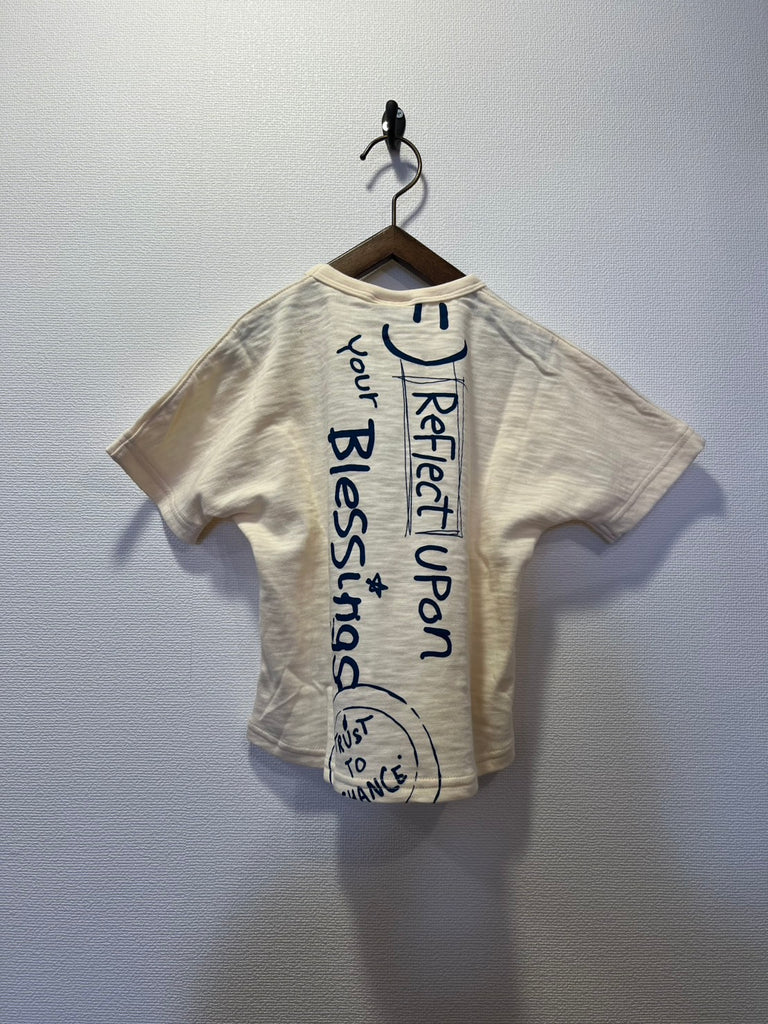 Reflect upon
your Blessings
TRUST
TO
CHANCE.